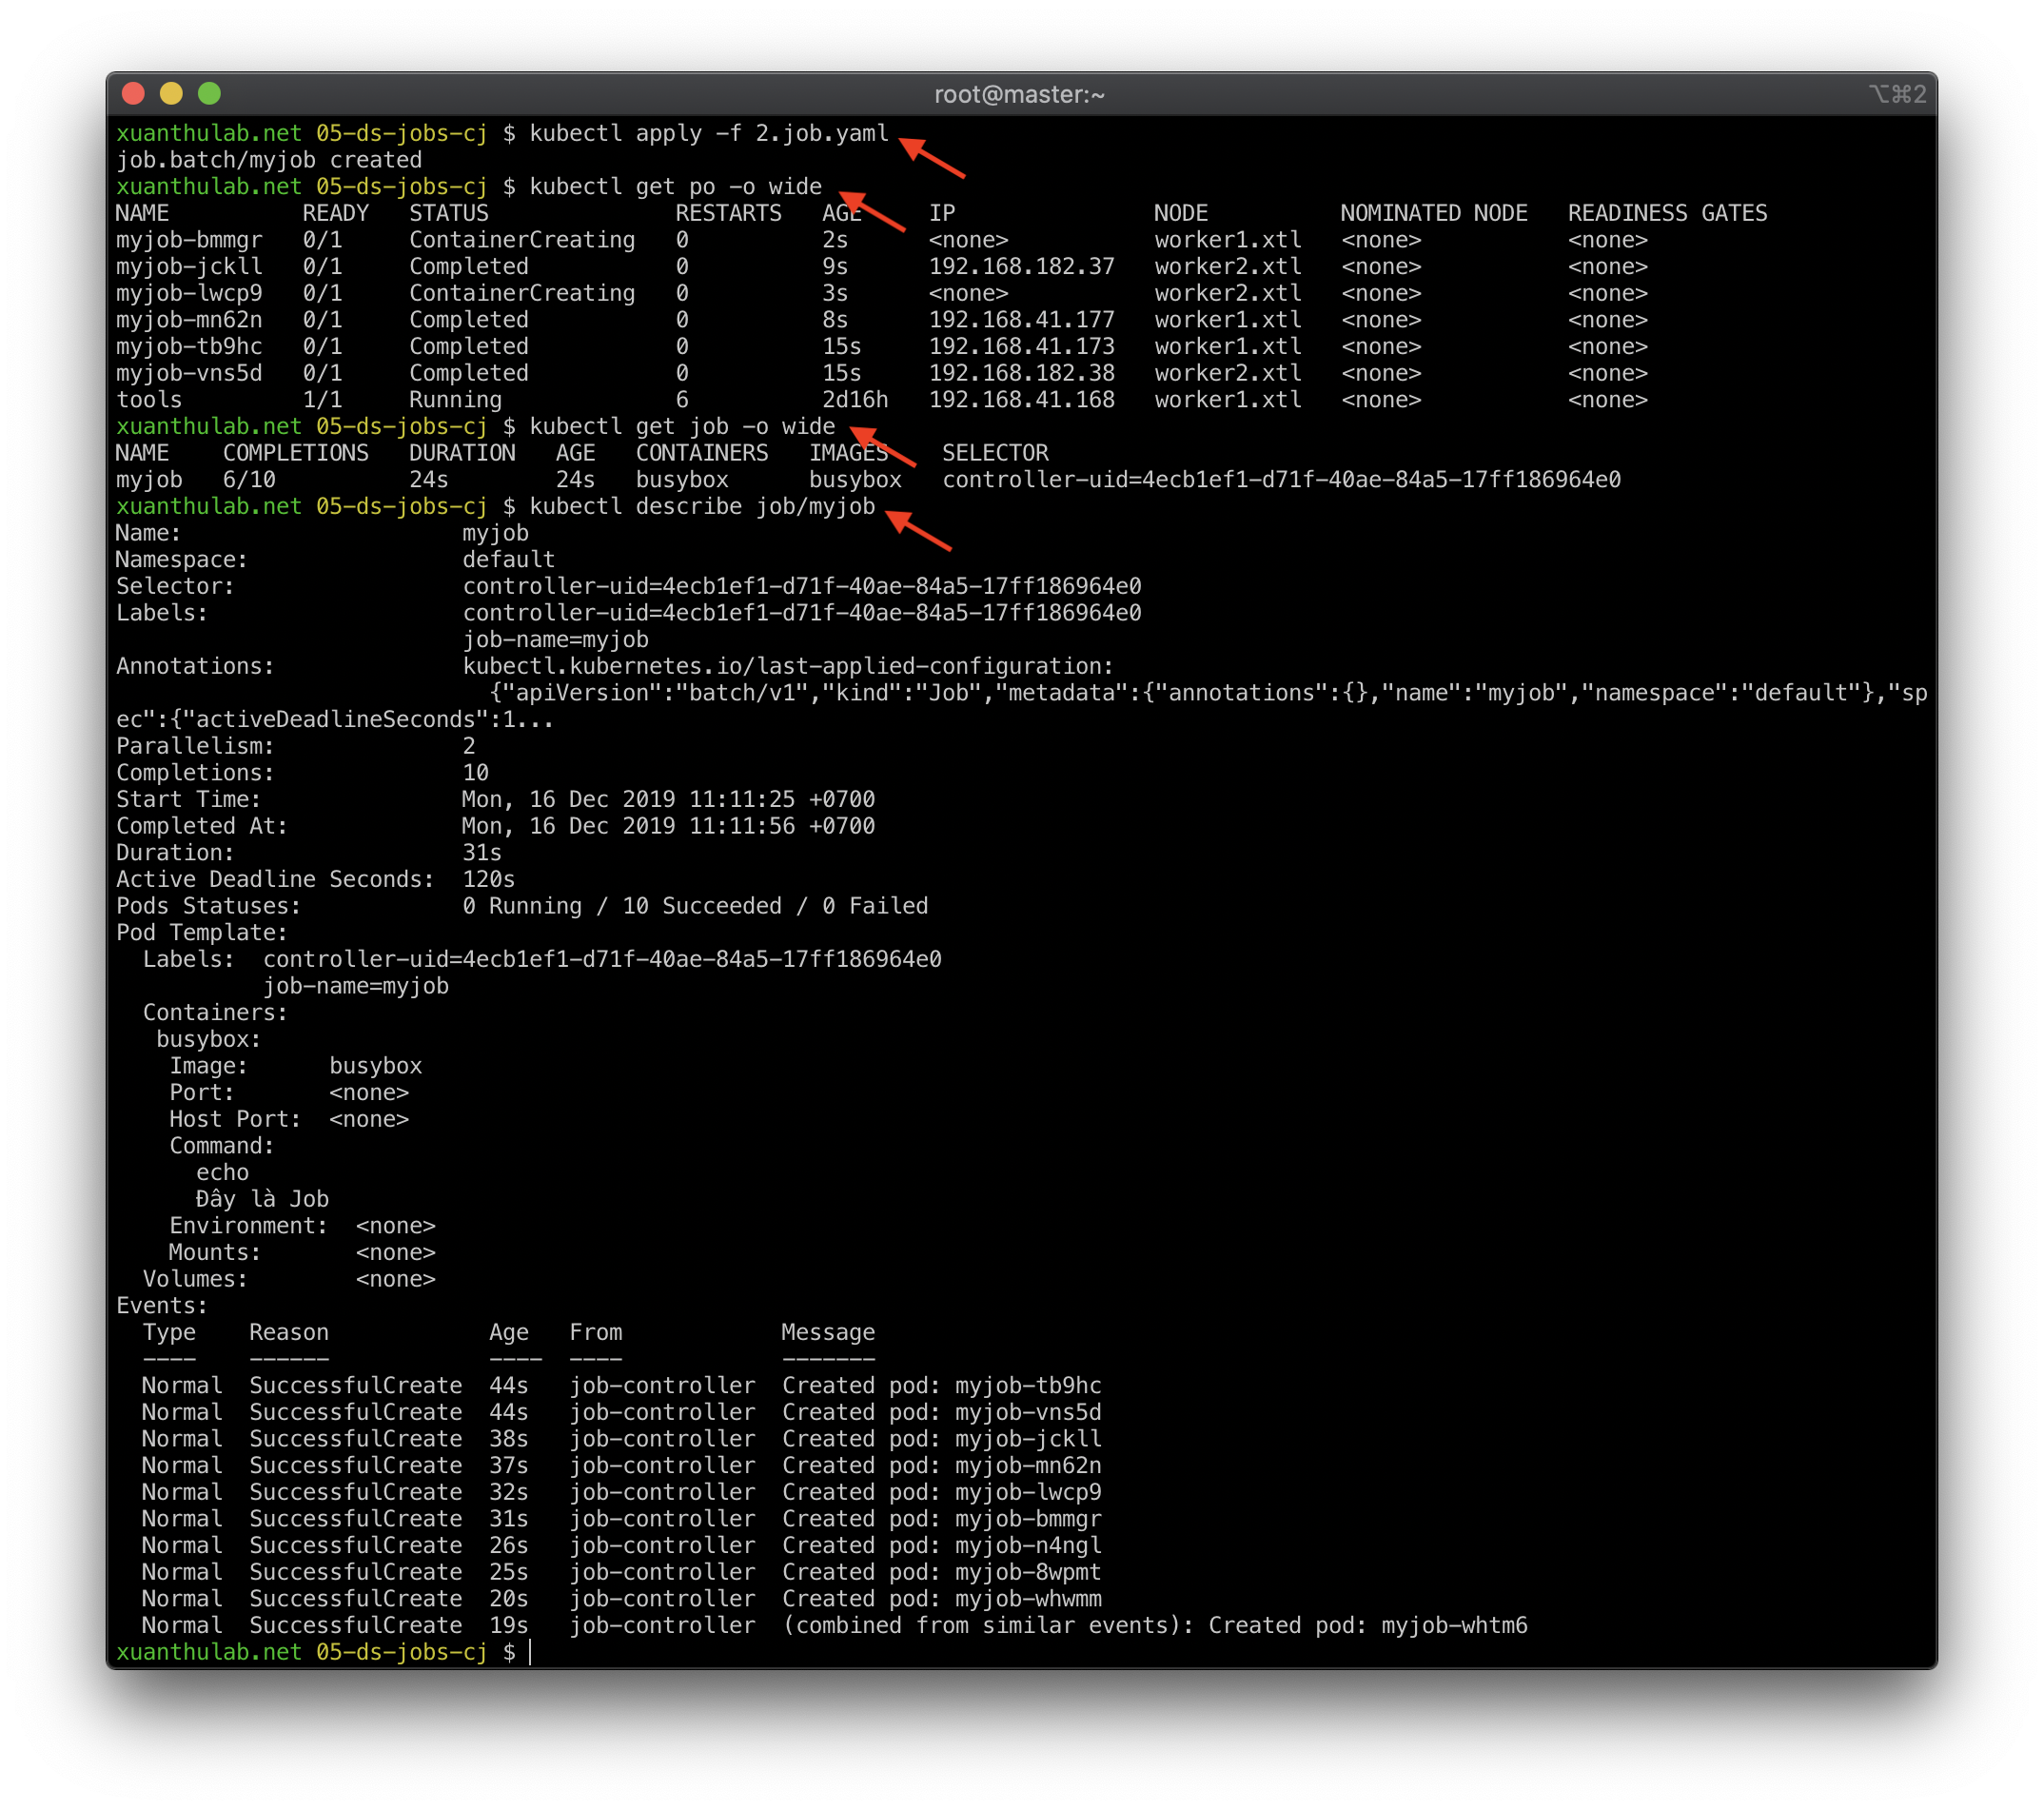 root@master:~
⌥⌘2
xuanthulab.net 05-ds-jobs-cj $ kubectl apply -f 2.job.yaml
job.batch/myjob created
xuanthulab.net 05-ds-jobs-cj $ kubectl get po -o wide
NAME          READY   STATUS              RESTARTS   AGE     IP               NODE          NOMINATED NODE   READINESS GATES
myjob-bmmgr   0/1     ContainerCreating   0          2s      <none>           worker1.xtl   <none>           <none>
myjob-jckll   0/1     Completed           0          9s      192.168.182.37   worker2.xtl   <none>           <none>
myjob-lwcp9   0/1     ContainerCreating   0          3s      <none>           worker2.xtl   <none>           <none>
myjob-mn62n   0/1     Completed           0          8s      192.168.41.177   worker1.xtl   <none>           <none>
myjob-tb9hc   0/1     Completed           0          15s     192.168.41.173   worker1.xtl   <none>           <none>
myjob-vns5d   0/1     Completed           0          15s     192.168.182.38   worker2.xtl   <none>           <none>
tools         1/1     Running             6          2d16h   192.168.41.168   worker1.xtl   <none>           <none>
xuanthulab.net 05-ds-jobs-cj $ kubectl get job -o wide
NAME    COMPLETIONS   DURATION   AGE   CONTAINERS   IMAGES    SELECTOR
myjob   6/10          24s        24s   busybox      busybox   controller-uid=4ecb1ef1-d71f-40ae-84a5-17ff186964e0
xuanthulab.net 05-ds-jobs-cj $ kubectl describe job/myjob
Name:                     myjob
Namespace:                default
Selector:                 controller-uid=4ecb1ef1-d71f-40ae-84a5-17ff186964e0
Labels:                   controller-uid=4ecb1ef1-d71f-40ae-84a5-17ff186964e0
                          job-name=myjob
Annotations:              kubectl.kubernetes.io/last-applied-configuration:
                            {"apiVersion":"batch/v1","kind":"Job","metadata":{"annotations":{},"name":"myjob","namespace":"default"},"sp
ec":{"activeDeadlineSeconds":1...
Parallelism:              2
Completions:              10
Start Time:               Mon, 16 Dec 2019 11:11:25 +0700
Completed At:             Mon, 16 Dec 2019 11:11:56 +0700
Duration:                 31s
Active Deadline Seconds:  120s
Pods Statuses:            0 Running / 10 Succeeded / 0 Failed
Pod Template:
  Labels:  controller-uid=4ecb1ef1-d71f-40ae-84a5-17ff186964e0
           job-name=myjob
  Containers:
   busybox:
    Image:      busybox
    Port:       <none>
    Host Port:  <none>
    Command:
      echo
      Đây là Job
    Environment:  <none>
    Mounts:       <none>
  Volumes:        <none>
Events:
  Type    Reason            Age   From            Message
  ----    ------            ----  ----            -------
  Normal  SuccessfulCreate  44s   job-controller  Created pod: myjob-tb9hc
  Normal  SuccessfulCreate  44s   job-controller  Created pod: myjob-vns5d
  Normal  SuccessfulCreate  38s   job-controller  Created pod: myjob-jckll
  Normal  SuccessfulCreate  37s   job-controller  Created pod: myjob-mn62n
  Normal  SuccessfulCreate  32s   job-controller  Created pod: myjob-lwcp9
  Normal  SuccessfulCreate  31s   job-controller  Created pod: myjob-bmmgr
  Normal  SuccessfulCreate  26s   job-controller  Created pod: myjob-n4ngl
  Normal  SuccessfulCreate  25s   job-controller  Created pod: myjob-8wpmt
  Normal  SuccessfulCreate  20s   job-controller  Created pod: myjob-whwmm
  Normal  SuccessfulCreate  19s   job-controller  (combined from similar events): Created pod: myjob-whtm6
xuanthulab.net 05-ds-jobs-cj $